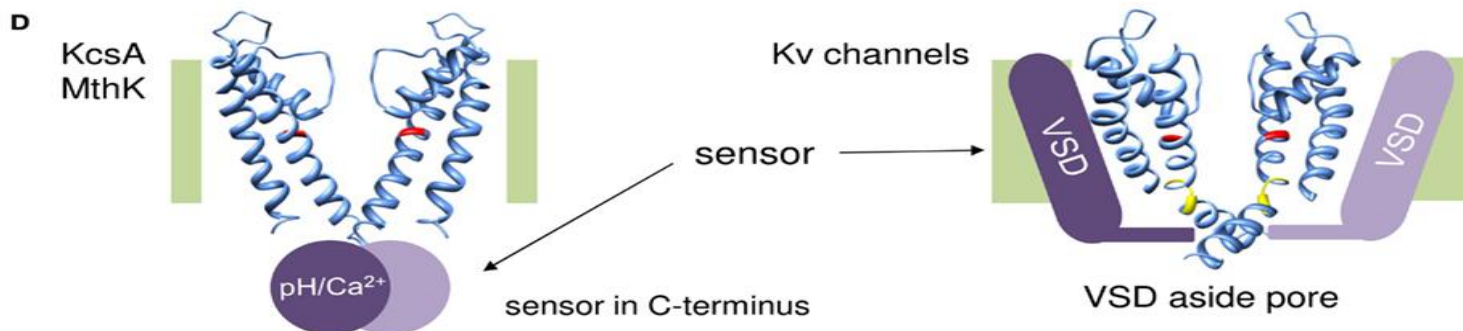 D
KcsA
MthK
Kv channels
sensor
VSD
VSD
pH/Ca²⁺
sensor in C-terminus
VSD aside pore